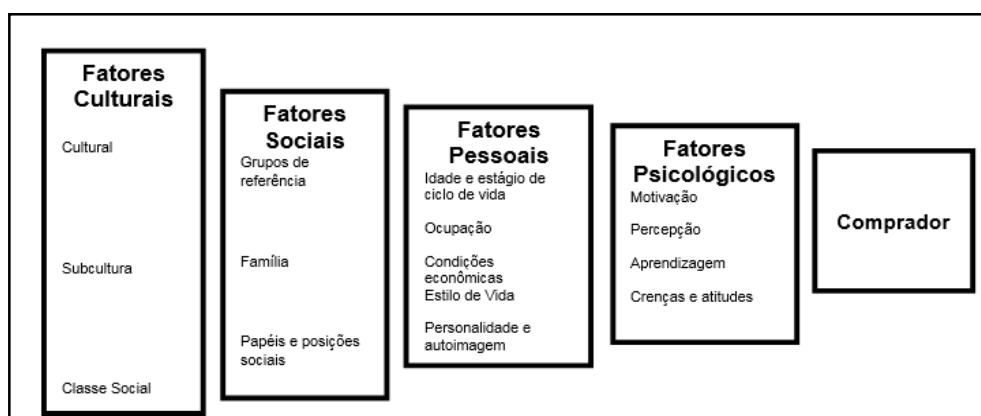 Fatores
Culturais
Cultural
Subcultura
Classe Social
Fatores
Sociais
Grupos de
referência
Família
Papéis e posições
sociais
Fatores
Pessoais
Idade e estágio de
ciclo de vida
Ocupação
Condições
econômicas
Estilo de Vida
Personalidade e
autoimagem
Fatores
Psicológicos
Motivação
Percepção
Aprendizagem
Crenças e atitudes
Comprador